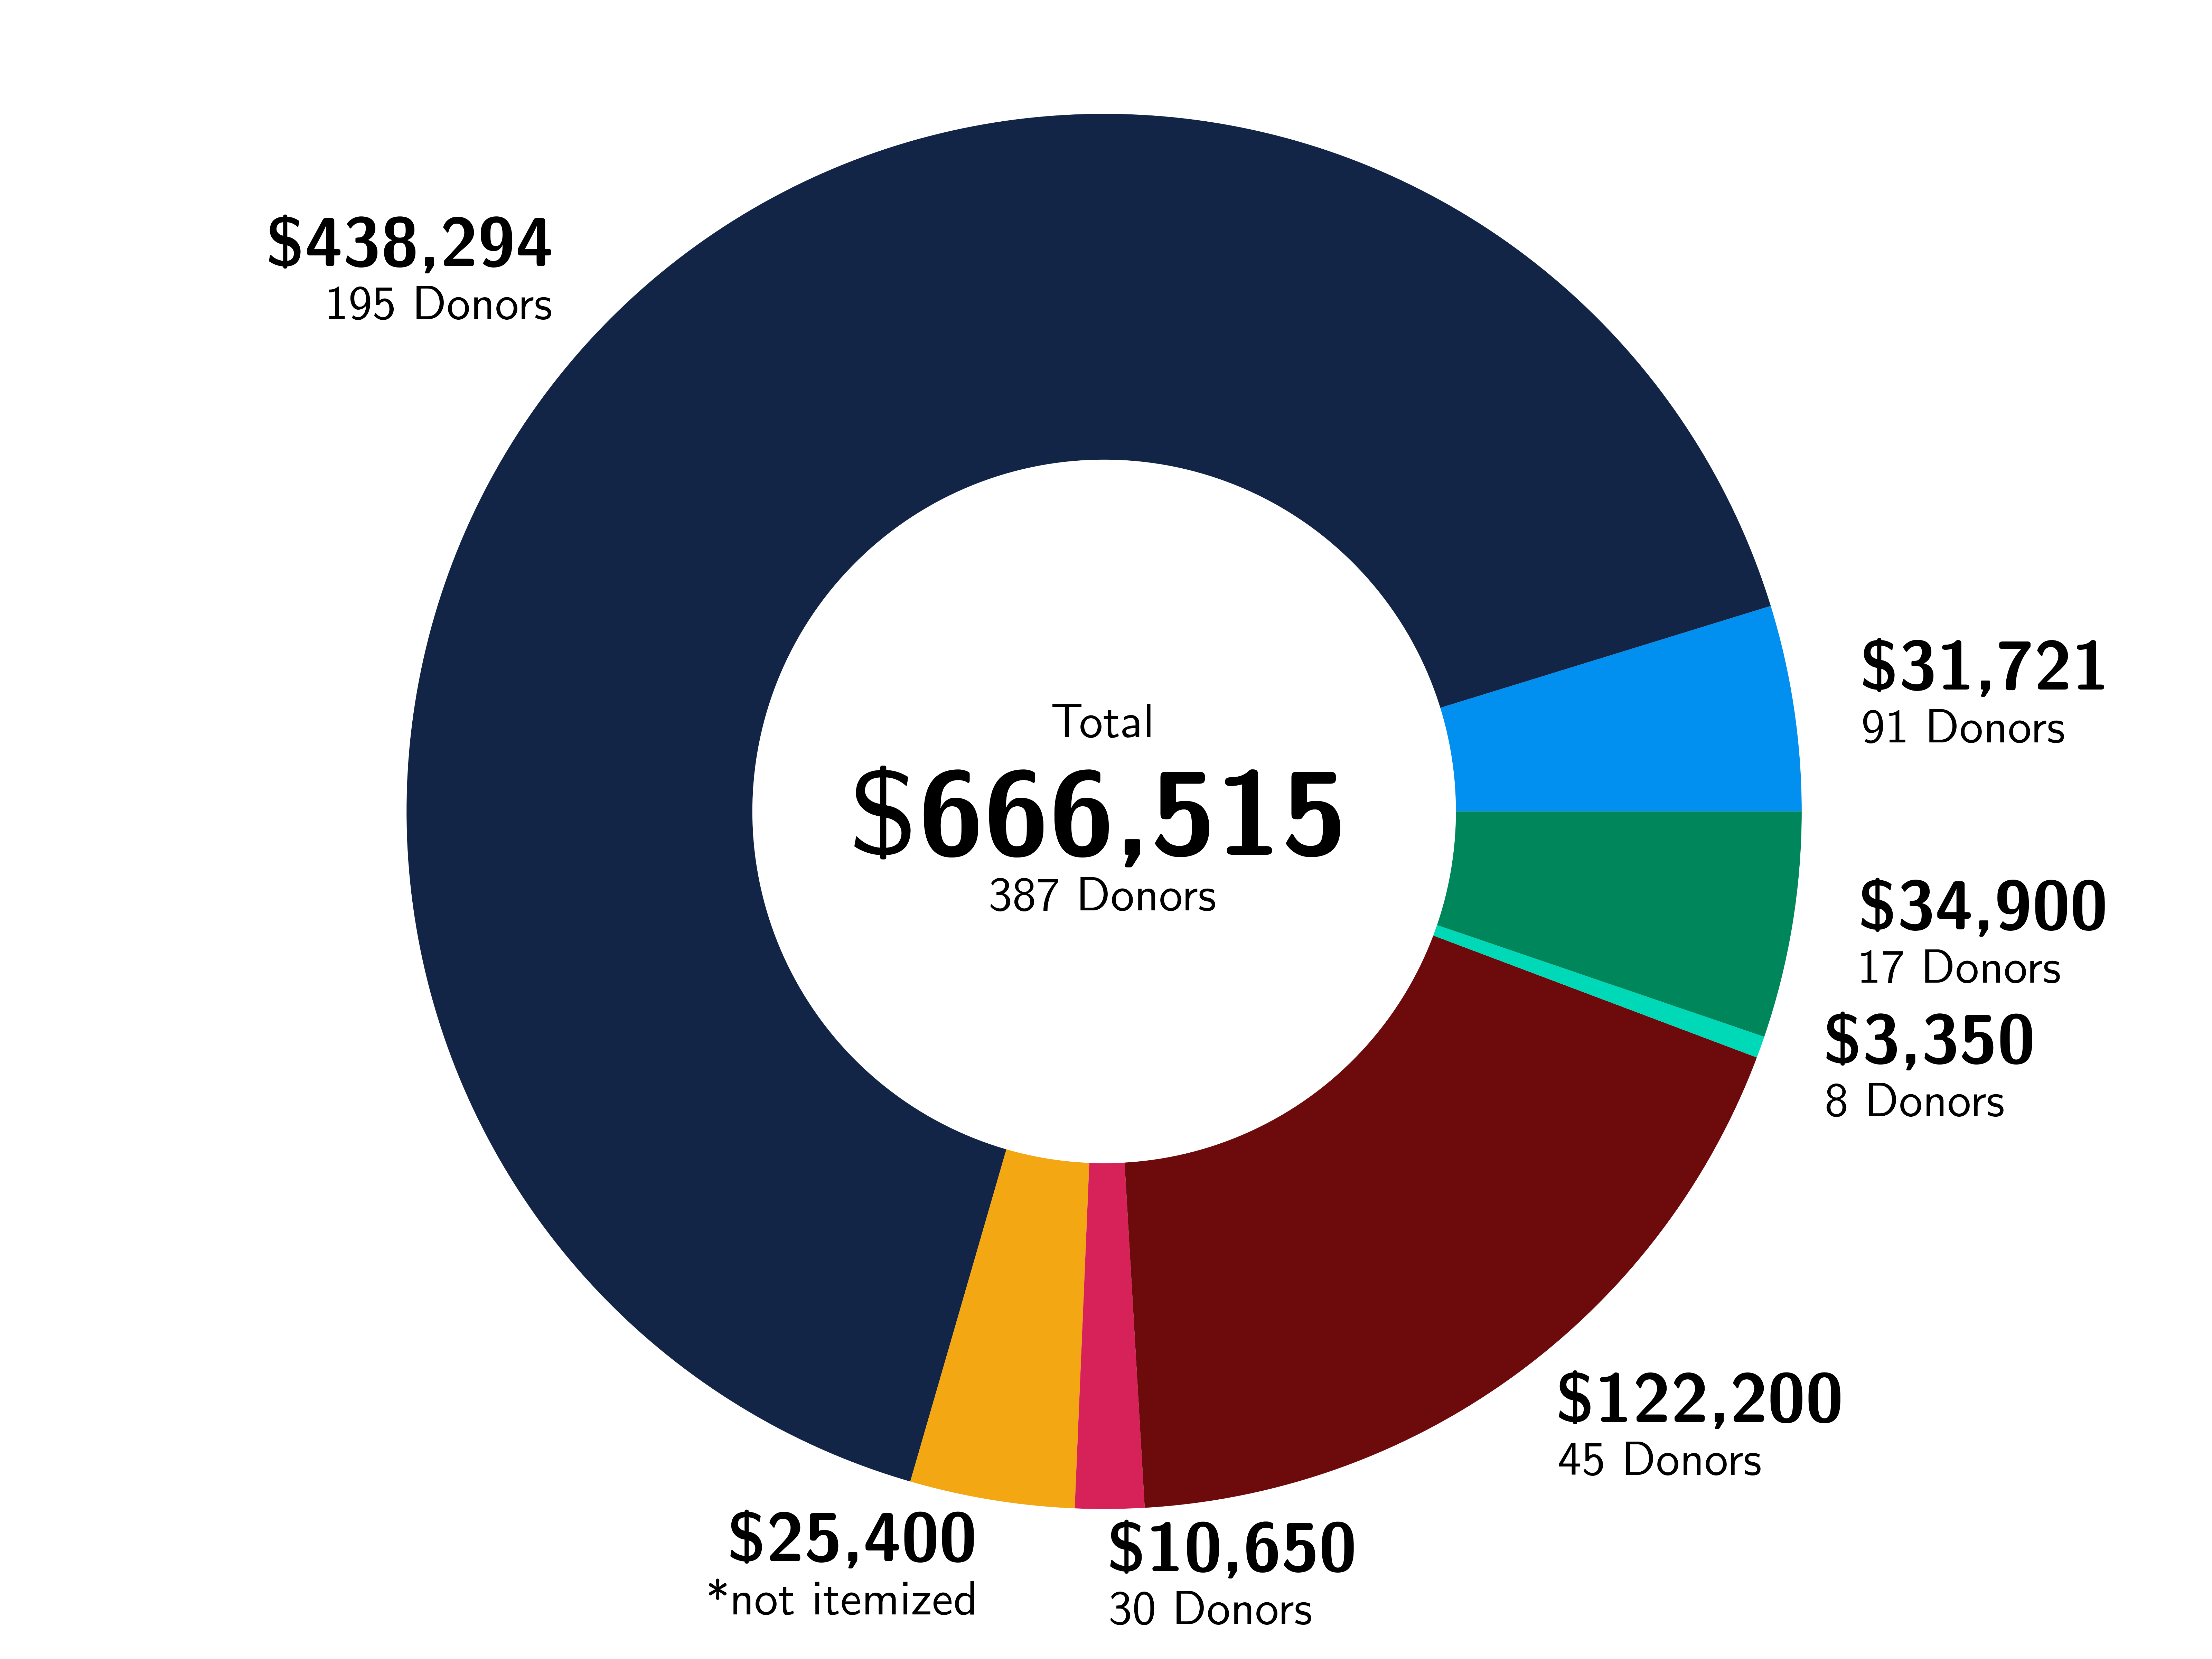 $438,294
195 Donors
$31,721
91 Donors
Total
$666,515
387 Donors
$34,900
17 Donors
$3,350
8 Donors
$122,200
45 Donors
$25,400
*not itemized
$10,650
30 Donors